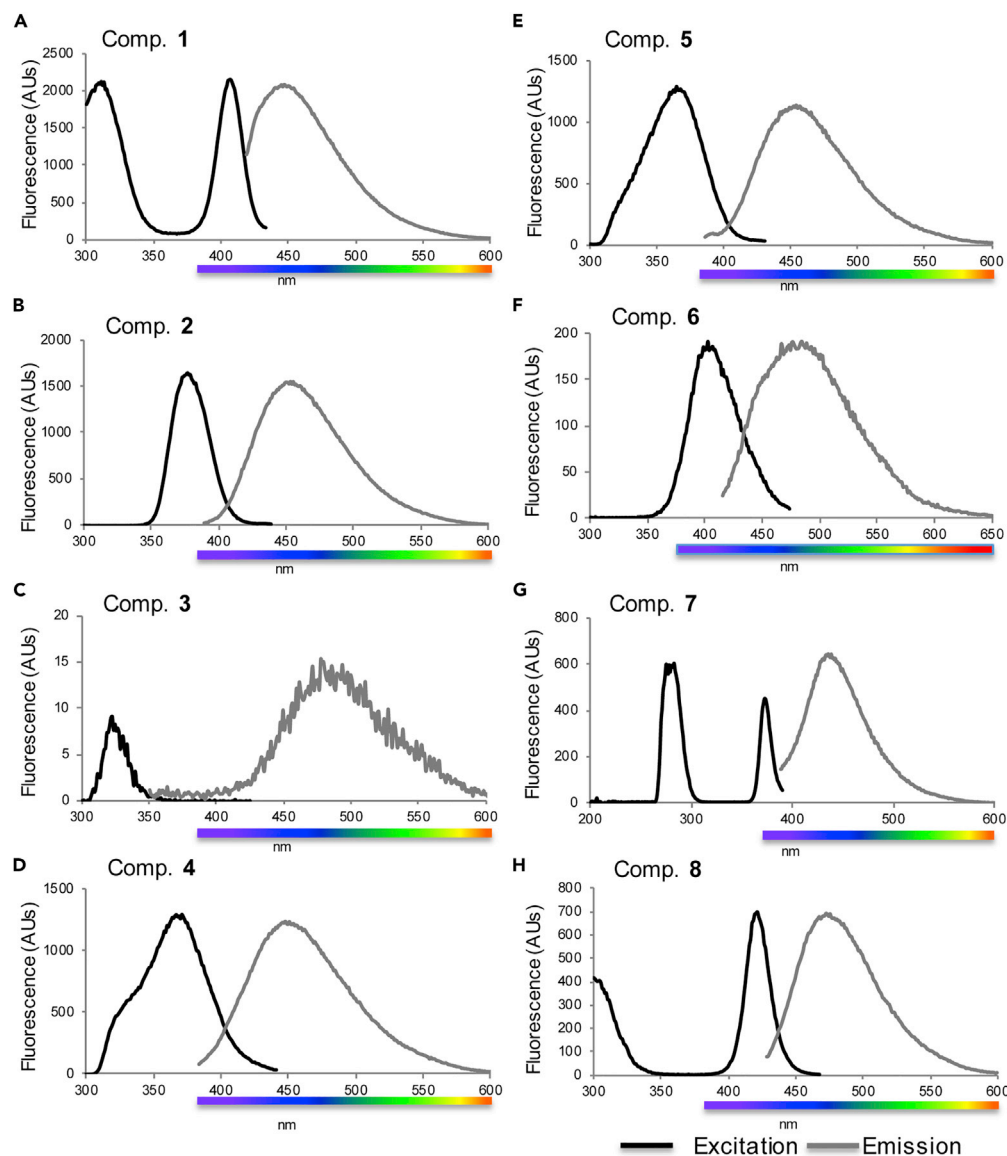 A
Comp. 1
Fluorescence (AUs)
2500
2000
1500
1000
500
0
300 350 400 450 500 550 600
nm
B
Comp. 2
Fluorescence (AUs)
2000
1500
1000
500
0
300 350 400 450 500 550 600
nm
C
Comp. 3
Fluorescence (AUs)
20
15
10
5
0
300 350 400 450 500 550 600
nm
D
Comp. 4
Fluorescence (AUs)
1500
1000
500
0
300 350 400 450 500 550 600
nm
E
Comp. 5
Fluorescence (AUs)
1500
1000
500
0
300 350 400 450 500 550 600
nm
F
Comp. 6
Fluorescence (AUs)
200
150
100
50
0
300 350 400 450 500 550 600 650
nm
G
Comp. 7
Fluorescence (AUs)
800
600
400
200
0
200 300 400 500 600
nm
H
Comp. 8
Fluorescence (AUs)
800
700
600
500
400
300
200
100
0
300 350 400 450 500 550 600
nm
Excitation Emission